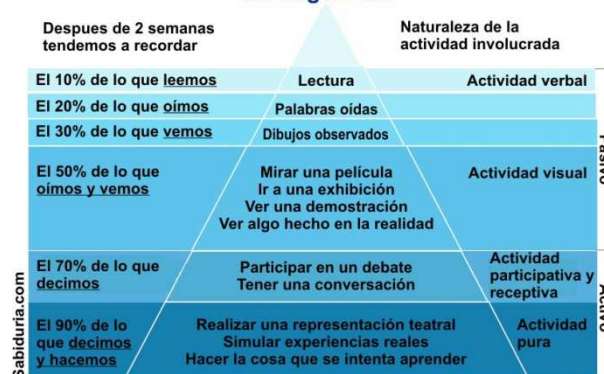 Despues de 2 semanas
tendemos a recordar
Naturaleza de la
actividad involucrada
El 10% de lo que leemos
Lectura
Actividad verbal
El 20% de lo que oímos
Palabras oídas
El 30% de lo que vemos
Dibujos observados
El 50% de lo que
oímos y vemos
Mirar una película
Ir a una exhibición
Ver una demostración
Ver algo hecho en la realidad
Actividad visual
El 70% de lo que
decimos
Participar en un debate
Tener una conversación
Actividad
participativa y
receptiva
El 90% de lo
que decimos
y hacemos
Realizar una representación teatral
Simular experiencias reales
Hacer la cosa que se intenta aprender
Actividad
pura
Sabiduria.com